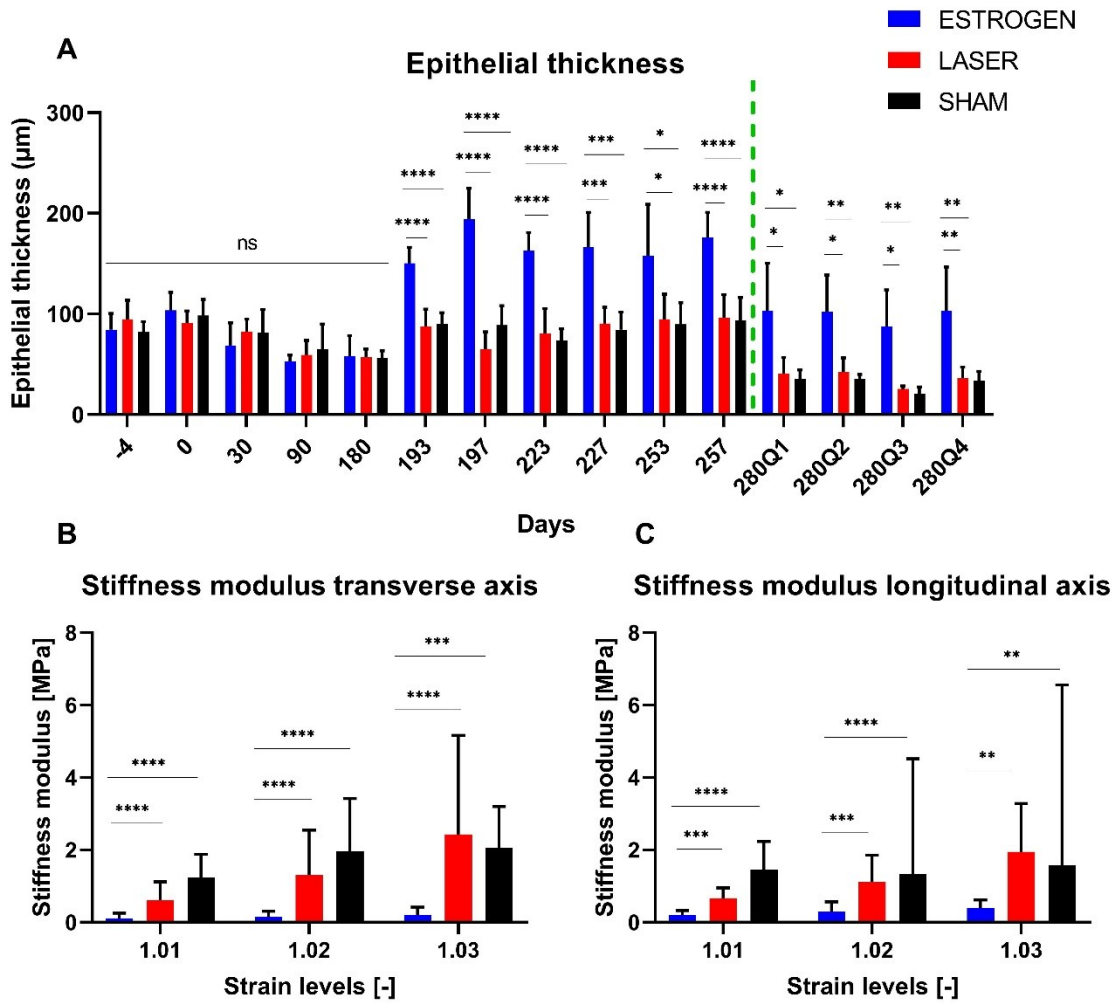 ESTROGEN
LASER
SHAM
A
Epithelial thickness
Epithelial thickness (μm)
300
200
100
0
ns
**** **** **** *** * **** * ** ** **
**** **** **** *** * **** * * * **
-4 0 30 90 180 193 197 223 227 253 257 280Q1 280Q2 280Q3 280Q4
Days
B
Stiffness modulus transverse axis
Stiffness modulus [MPa]
8
6
4
2
0
**** **** ***
**** **** ****
1.01 1.02 1.03
Strain levels [-]
C
Stiffness modulus longitudinal axis
Stiffness modulus [MPa]
8
6
4
2
0
**** **** **
*** *** **
1.01 1.02 1.03
Strain levels [-]